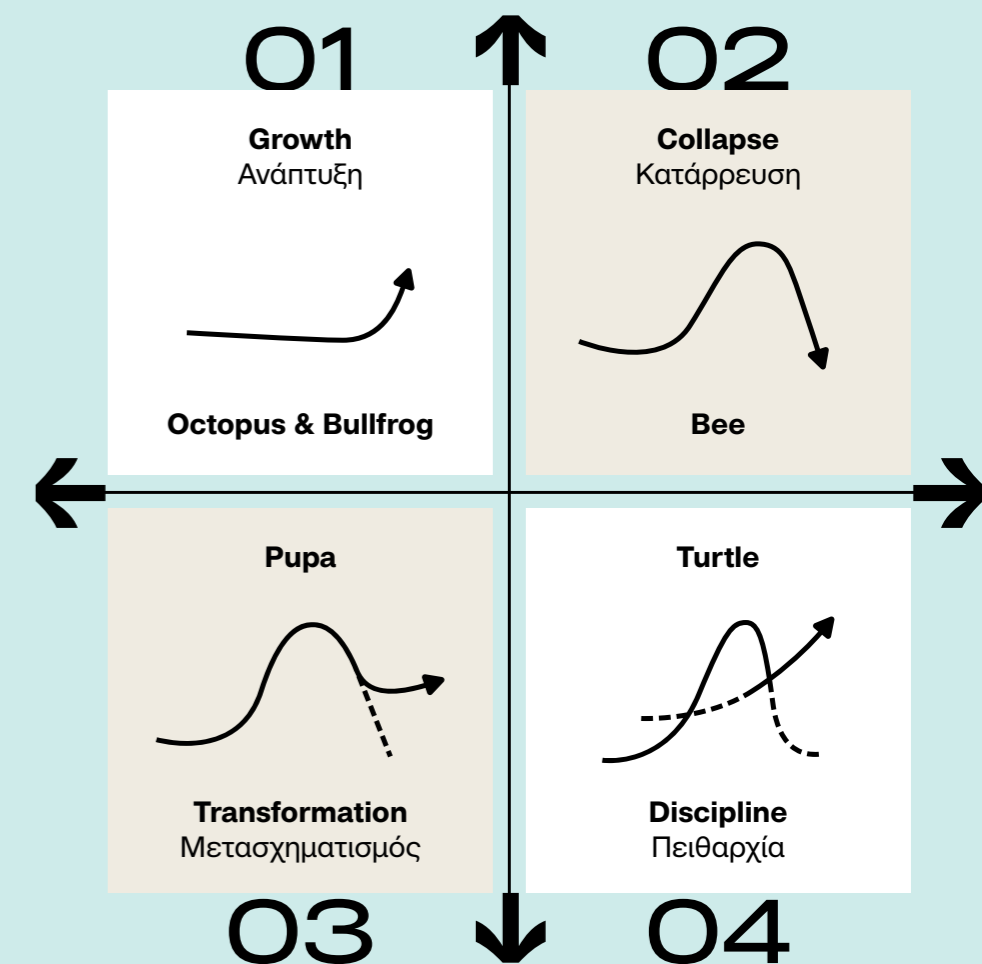 01
02
Growth
Ανάπτυξη
Octopus & Bullfrog
Collapse
Κατάρρευση
Bee
Pupa
Transformation
Μετασχηματισμός
Turtle
Discipline
Πειθαρχία
03
04